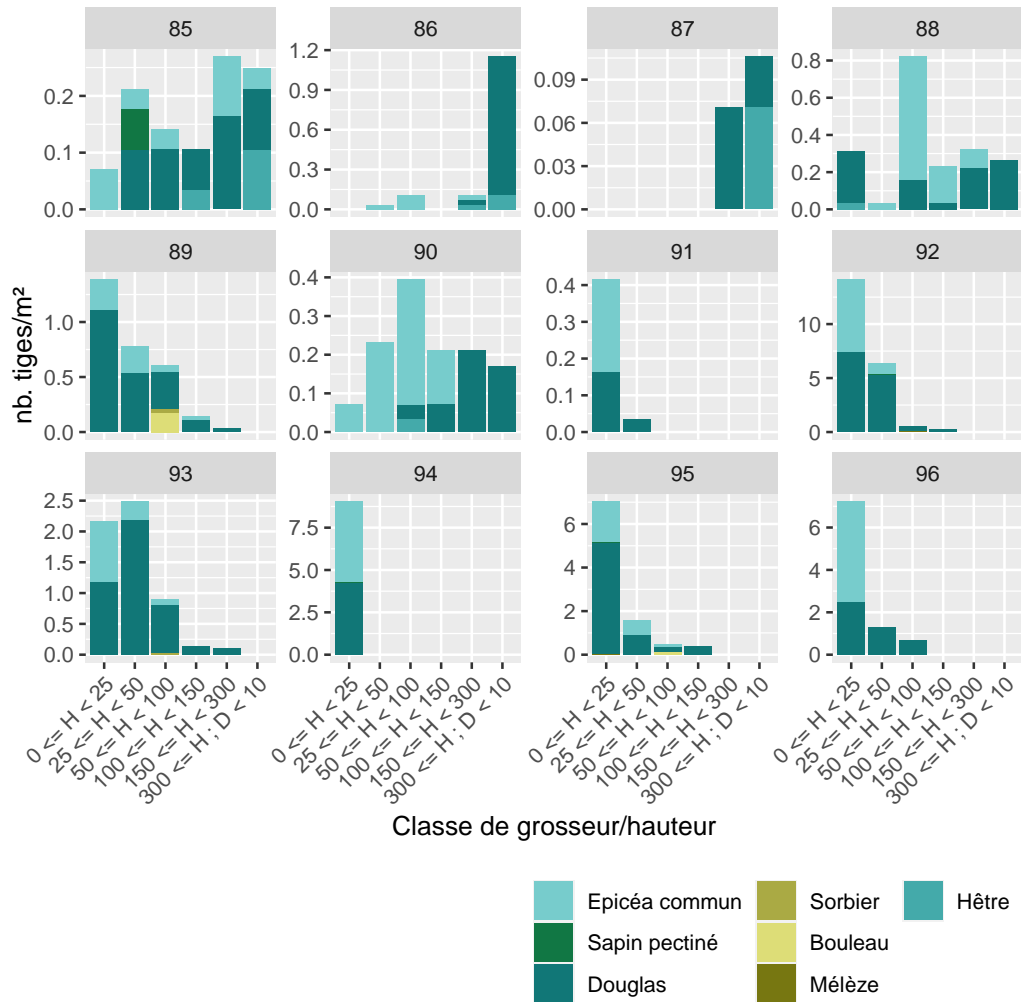 85 86 87 88
0.2 1.2 0.09 0.8
0.1 0.9 0.06 0.6
0.0 0.6 0.03 0.4
0.3 0.00 0.2
0.0 0.0
89 90 91 92
1.0 0.4 0.4 10
0.5 0.3 0.3 5
0.0 0.2 0.2 0
0.1 0.1
0.0 0.0
93 94 95 96
2.5 7.5 6 6
2.0 5.0 4 4
1.5 2.5 2 2
1.0 0.0 0 0
0.5
0.0
nb. tiges/m²
0 <= H < 25
25 <= H < 50
50 <= H < 100
100 <= H < 150
150 <= H < 300
300 <= H ; D < 10
0 <= H < 25
25 <= H < 50
50 <= H < 100
100 <= H < 150
150 <= H < 300
300 <= H ; D < 10
0 <= H < 25
25 <= H < 50
50 <= H < 100
100 <= H < 150
150 <= H < 300
300 <= H ; D < 10
0 <= H < 25
25 <= H < 50
50 <= H < 100
100 <= H < 150
150 <= H < 300
300 <= H ; D < 10
Classe de grosseur/hauteur
Epicéa commun Sorbier Hêtre
Sapin pectiné Bouleau
Douglas Mélèze